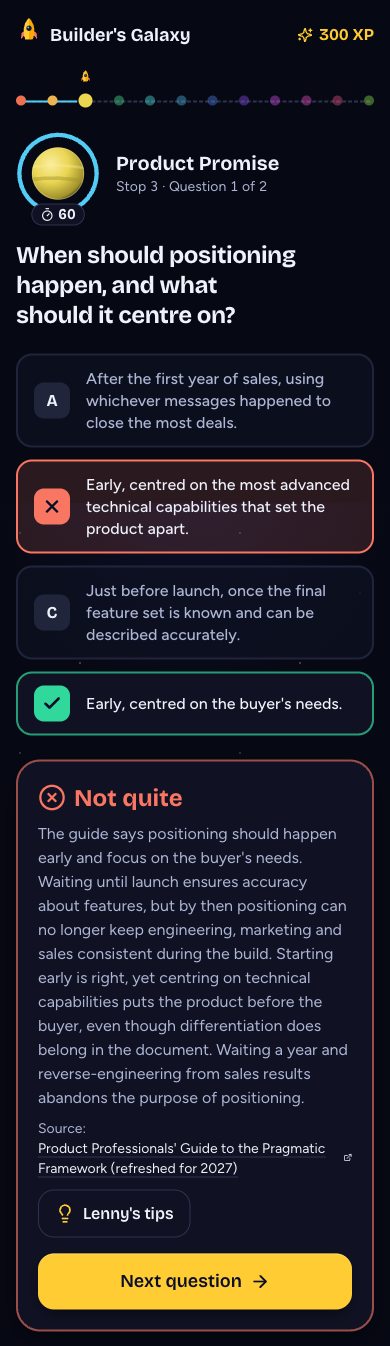 Builder's Galaxy
300 XP
Product Promise
Stop 3 · Question 1 of 2
60
When should positioning
happen, and what
should it centre on?
A
After the first year of sales, using
whichever messages happened to
close the most deals.
Early, centred on the most advanced
technical capabilities that set the
product apart.
C
Just before launch, once the final
feature set is known and can be
described accurately.
Early, centred on the buyer's needs.
Not quite
The guide says positioning should happen
early and focus on the buyer's needs.
Waiting until launch ensures accuracy
about features, but by then positioning can
no longer keep engineering, marketing and
sales consistent during the build. Starting
early is right, yet centring on technical
capabilities puts the product before the
buyer, even though differentiation does
belong in the document. Waiting a year and
reverse-engineering from sales results
abandons the purpose of positioning.
Source:
Product Professionals' Guide to the Pragmatic
Framework (refreshed for 2027)
Lenny's tips
Next question